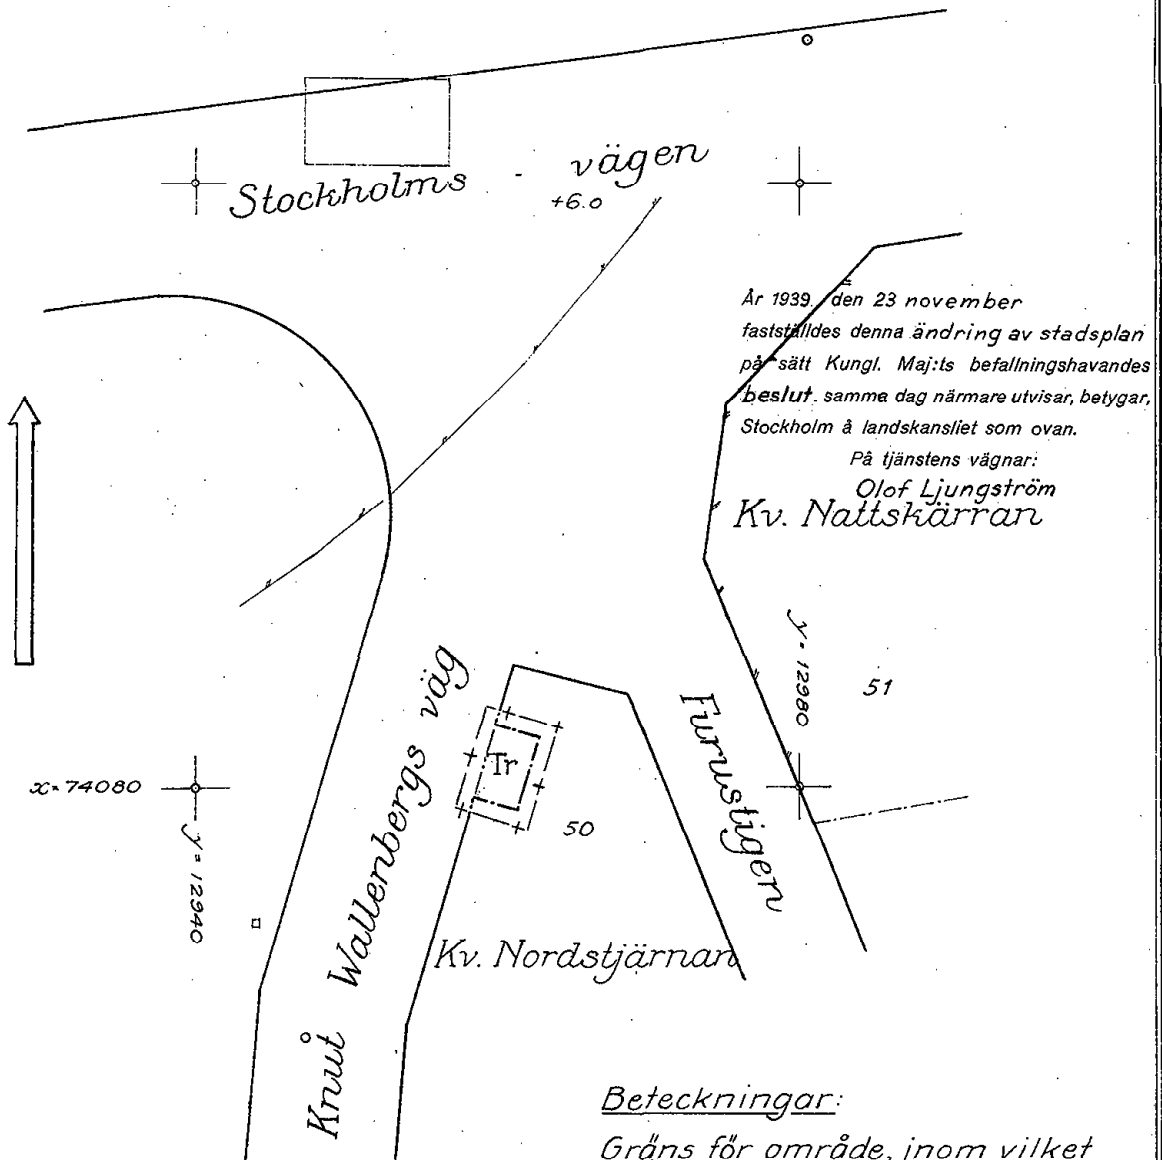 Stockholms - vägen
+6.0
År 1939 den 23 november
fastställdes denna ändring av stadsplan
på sätt Kungl. Maj:ts befallningshavandes
beslut samma dag närmare utvisar, betygar,
Stockholm å landskansliet som ovan.
På tjänstens vägnar:
Olof Ljungström
Kv. Nattskärran
y = 12980
51
Furustigen
Knut Wallenbergs väg
Tr
x = 74080
y = 12940
50
Kv. Nordstjärnan
Beteckningar:
Gräns för område, inom vilket